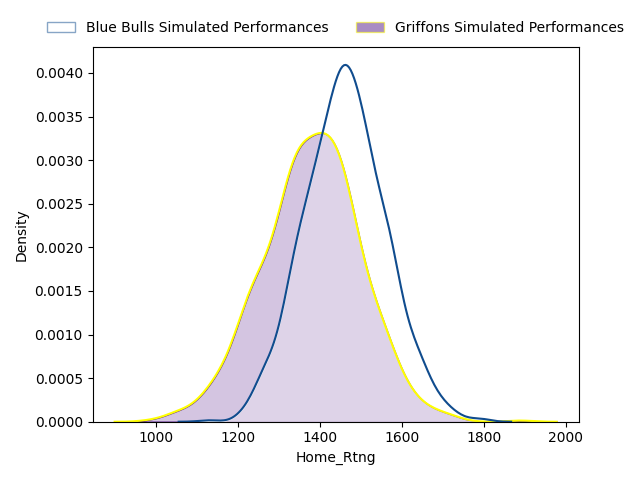 Blue Bulls Simulated Performances
Griffons Simulated Performances
0.0040
0.0035
0.0030
0.0025
0.0020
0.0015
0.0010
0.0005
0.0000
Density
1000 1200 1400 1600 1800 2000
Home_Rtng